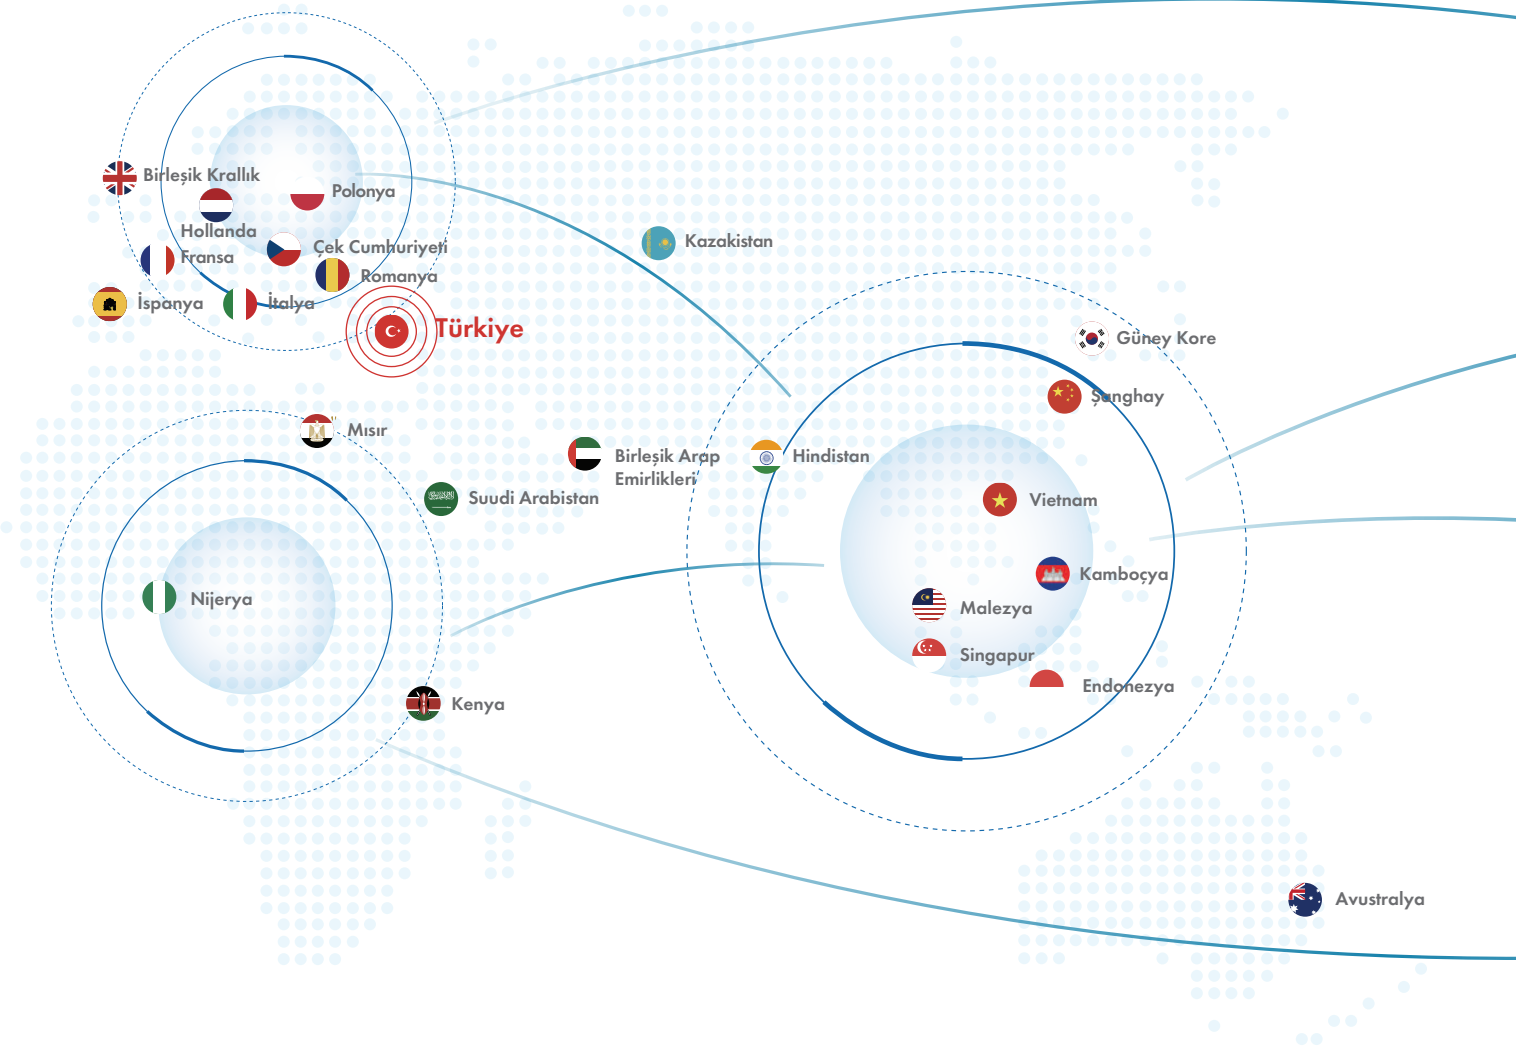 Birleşik Krallık
Polonya
Hollanda
Çek Cumhuriyeti
Fransa
Romanya
İspanya
İtalya
Türkiye
Kazakistan
Güney Kore
Şanghay
Mısır
Birleşik Arap
Emirlikleri
Hindistan
Suudi Arabistan
Vietnam
Kamboçya
Nijerya
Malezya
Singapur
Endonezya
Kenya
Avustralya